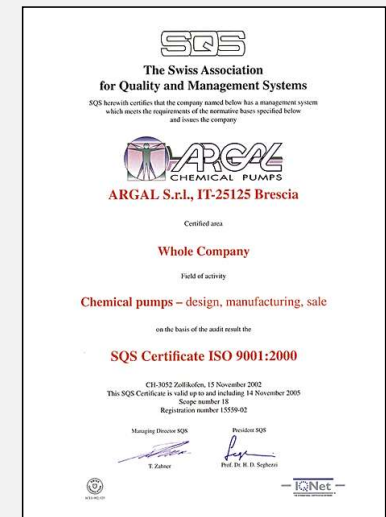 SQS
The Swiss Association
for Quality and Management Systems
SQS herewith certifies that the company named below has a management system
which meets the requirements of the normative bases specified below
and issues the company
ARGAL
CHEMICAL PUMPS
ARGAL S.r.l., IT-25125 Brescia
Certified area
Whole Company
Field of activity
Chemical pumps – design, manufacturing, sale
on the basis of the audit result the
SQS Certificate ISO 9001:2000
CH-3052 Zollikofen, 15 November 2002
This SQS Certificate is valid up to and including 14 November 2005
Scope number 18
Registration number 15559-02
Managing Director SQS President SQS
T. Zahner Prof. Dr. H. D. Seghezzi
IQNet